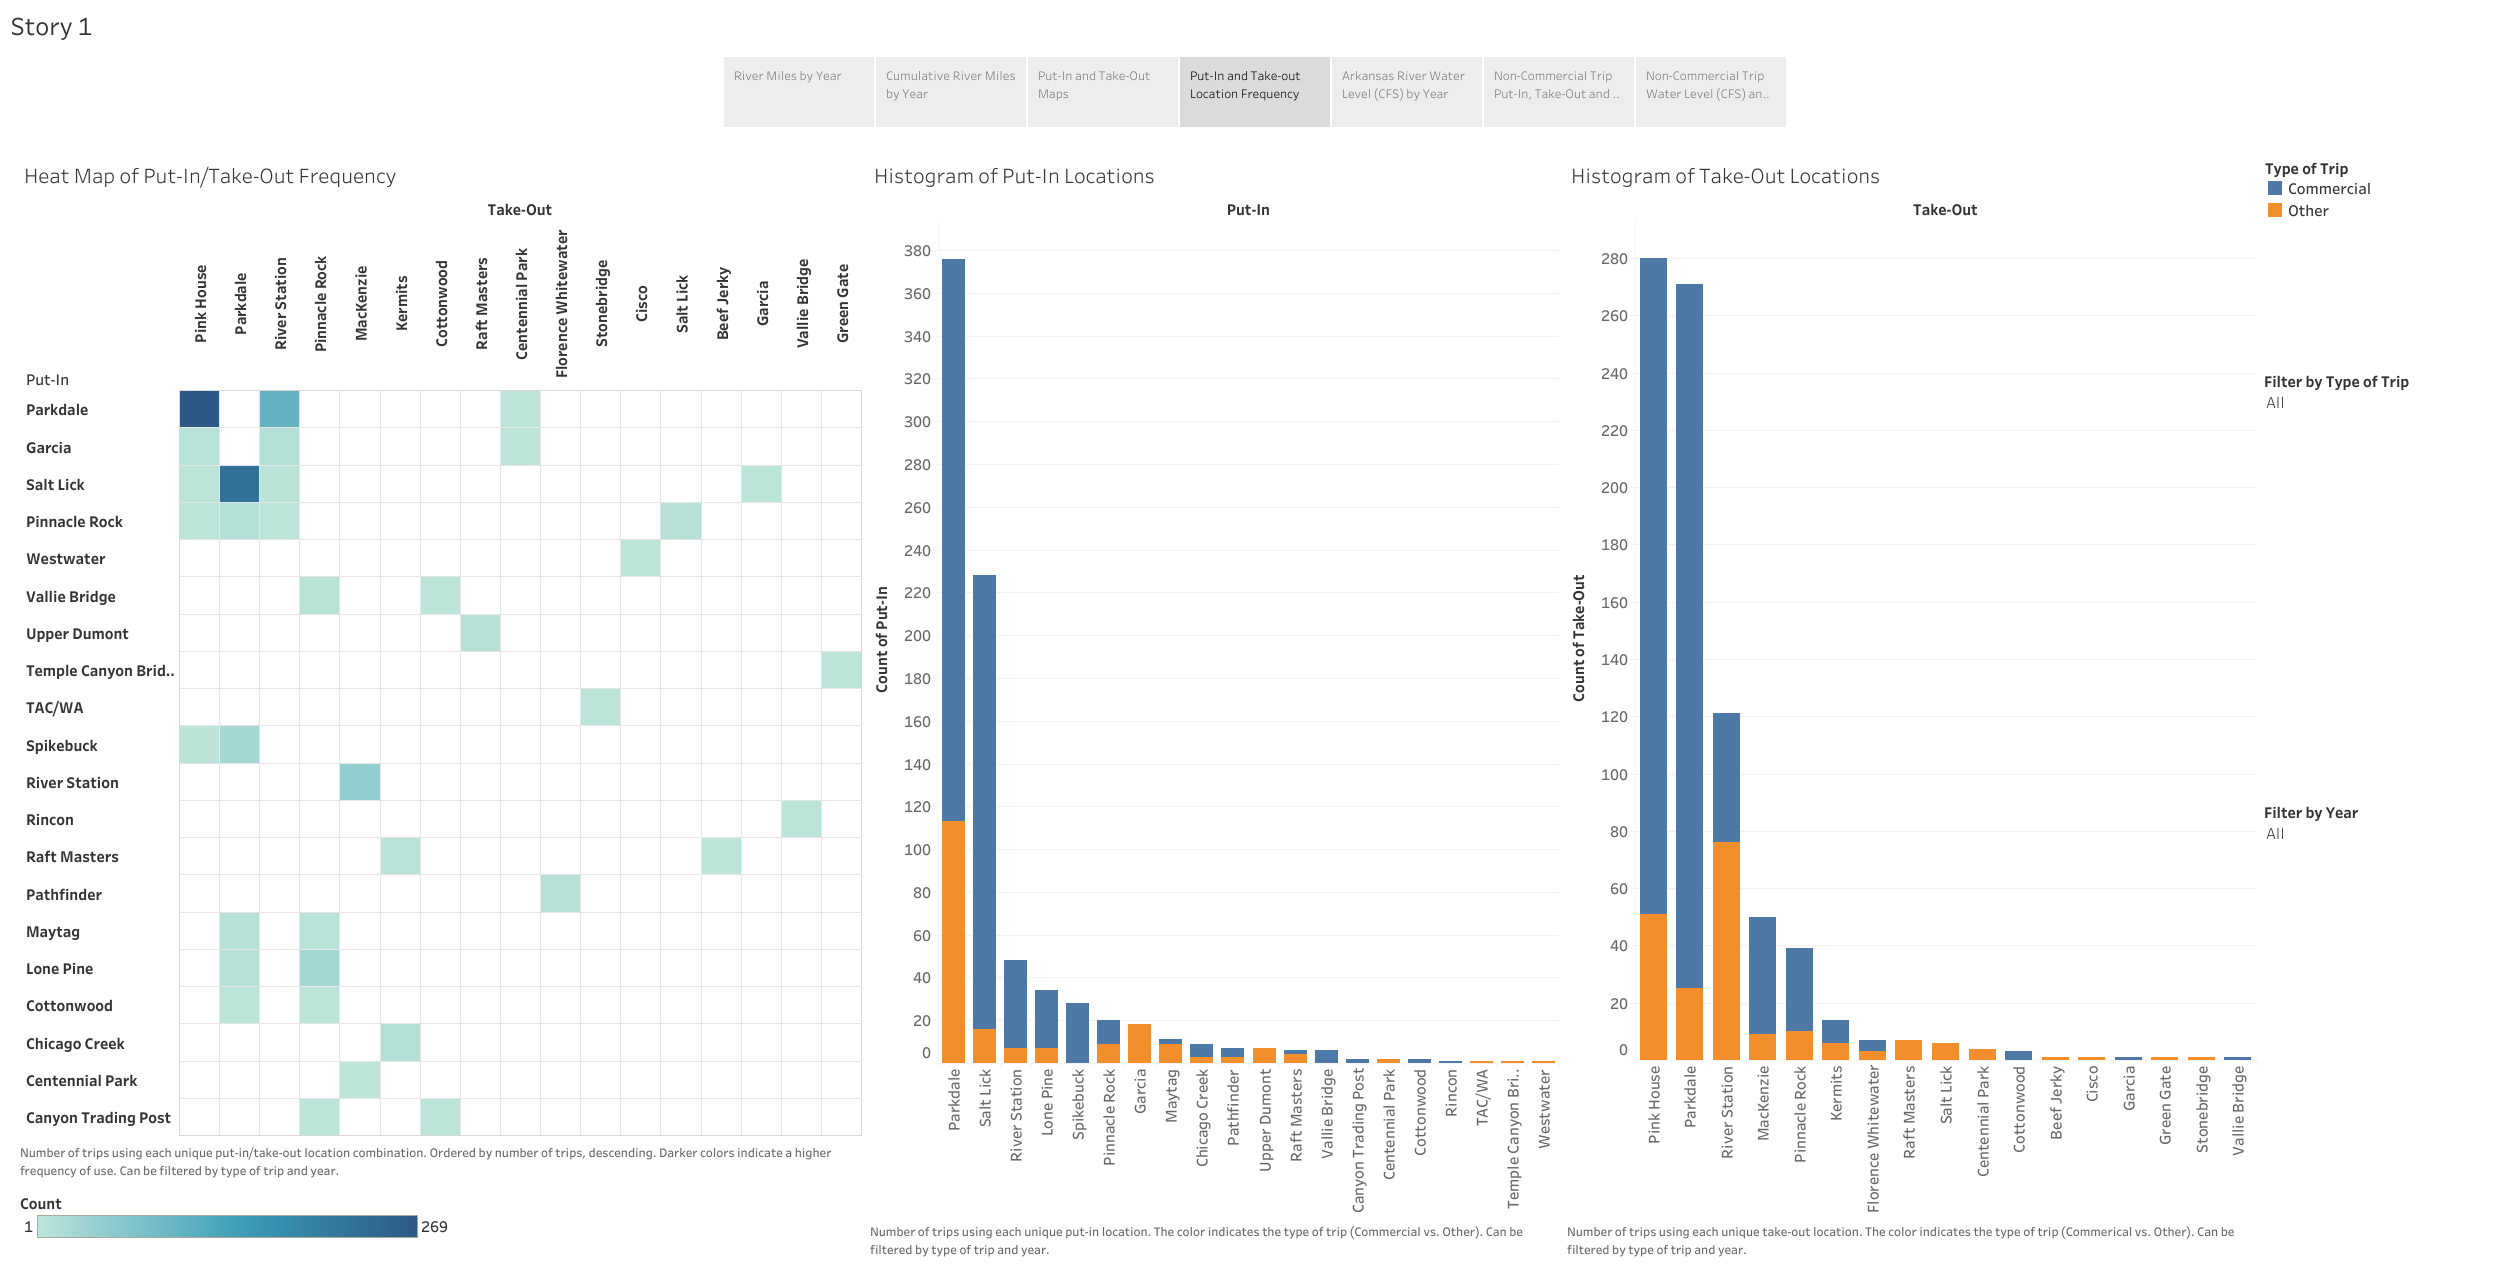 Story 1
River Miles by Year
Cumulative River Miles
by Year
Put-In and Take-Out
Maps
Put-In and Take-out
Location Frequency
Arkansas River Water
Level (CFS) by Year
Non-Commercial Trip
Put-In, Take-Out and ..
Non-Commercial Trip
Water Level (CFS) an..
Heat Map of Put-In/Take-Out Frequency
Take-Out
Pink House
Parkdale
River Station
Pinnacle Rock
MacKenzie
Kermits
Cottonwood
Raft Masters
Centennial Park
Florence Whitewater
Stonebridge
Cisco
Salt Lick
Beef Jerky
Garcia
Vallie Bridge
Green Gate
Put-In
Parkdale
Garcia
Salt Lick
Pinnacle Rock
Westwater
Vallie Bridge
Upper Dumont
Temple Canyon Brid..
TAC/WA
Spikebuck
River Station
Rincon
Raft Masters
Pathfinder
Maytag
Lone Pine
Cottonwood
Chicago Creek
Centennial Park
Canyon Trading Post
Number of trips using each unique put-in/take-out location combination. Ordered by number of trips, descending. Darker colors indicate a higher
frequency of use. Can be filtered by type of trip and year.
Count
1
269
Histogram of Put-In Locations
Put-In
Count of Put-In
380
360
340
320
300
280
260
240
220
200
180
160
140
120
100
80
60
40
20
0
Parkdale
Salt Lick
River Station
Lone Pine
Spikebuck
Pinnacle Rock
Garcia
Maytag
Chicago Creek
Pathfinder
Upper Dumont
Raft Masters
Vallie Bridge
Canyon Trading Post
Centennial Park
Cottonwood
Rincon
TAC/WA
Temple Canyon Bri..
Westwater
Number of trips using each unique put-in location. The color indicates the type of trip (Commercial vs. Other). Can be
filtered by type of trip and year.
Histogram of Take-Out Locations
Take-Out
Count of Take-Out
280
260
240
220
200
180
160
140
120
100
80
60
40
20
0
Pink House
Parkdale
River Station
MacKenzie
Pinnacle Rock
Kermits
Florence Whitewater
Raft Masters
Salt Lick
Centennial Park
Cottonwood
Beef Jerky
Cisco
Garcia
Green Gate
Stonebridge
Vallie Bridge
Number of trips using each unique take-out location. The color indicates the type of trip (Commerical vs. Other). Can be
filtered by type of trip and year.
Type of Trip
Commercial
Other
Filter by Type of Trip
All
Filter by Year
All